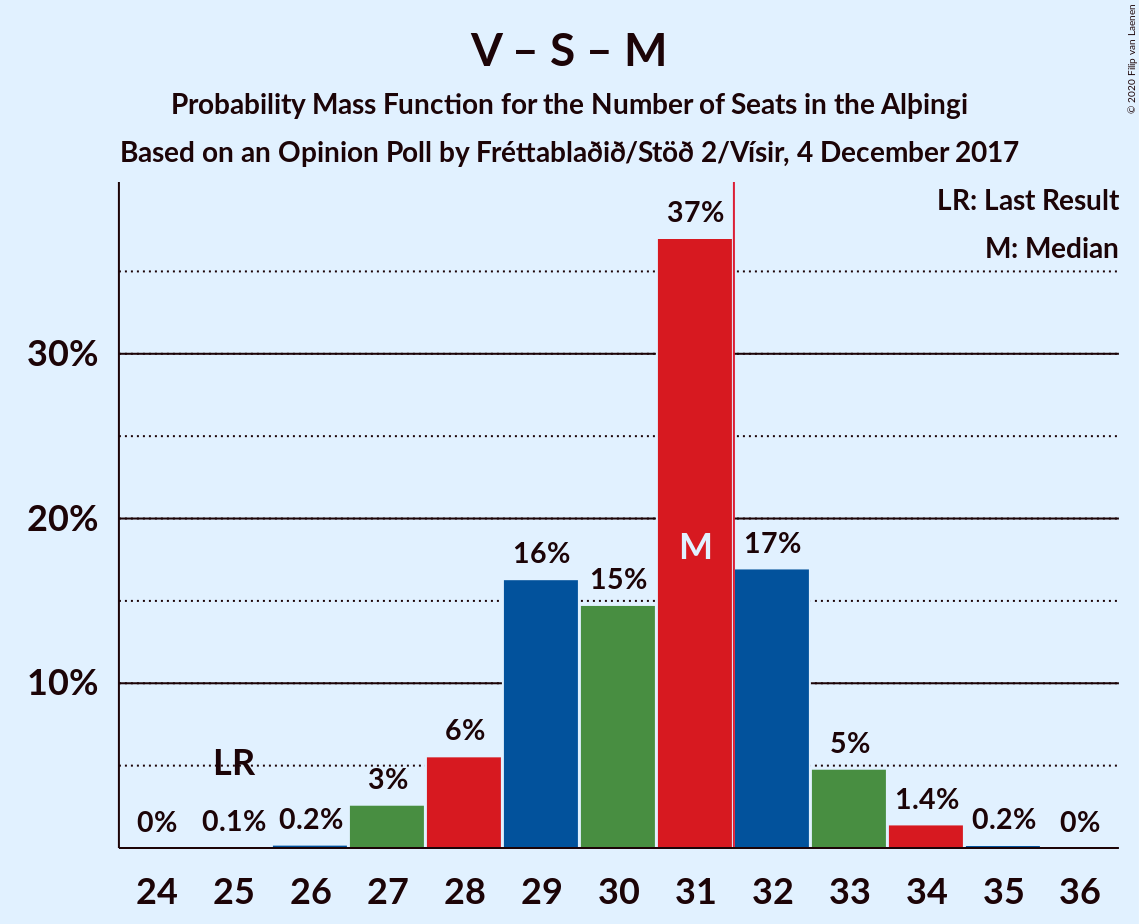 V – S – M
Probability Mass Function for the Number of Seats in the Alþingi
Based on an Opinion Poll by Fréttablaðið/Stöð 2/Vísir, 4 December 2017
© 2020 Filip van Laenen
LR: Last Result
M: Median
30%
20%
10%
0%
0.1%
0.2%
3%
6%
16%
15%
37%
17%
5%
1.4%
0.2%
0%
LR
M
24 25 26 27 28 29 30 31 32 33 34 35 36